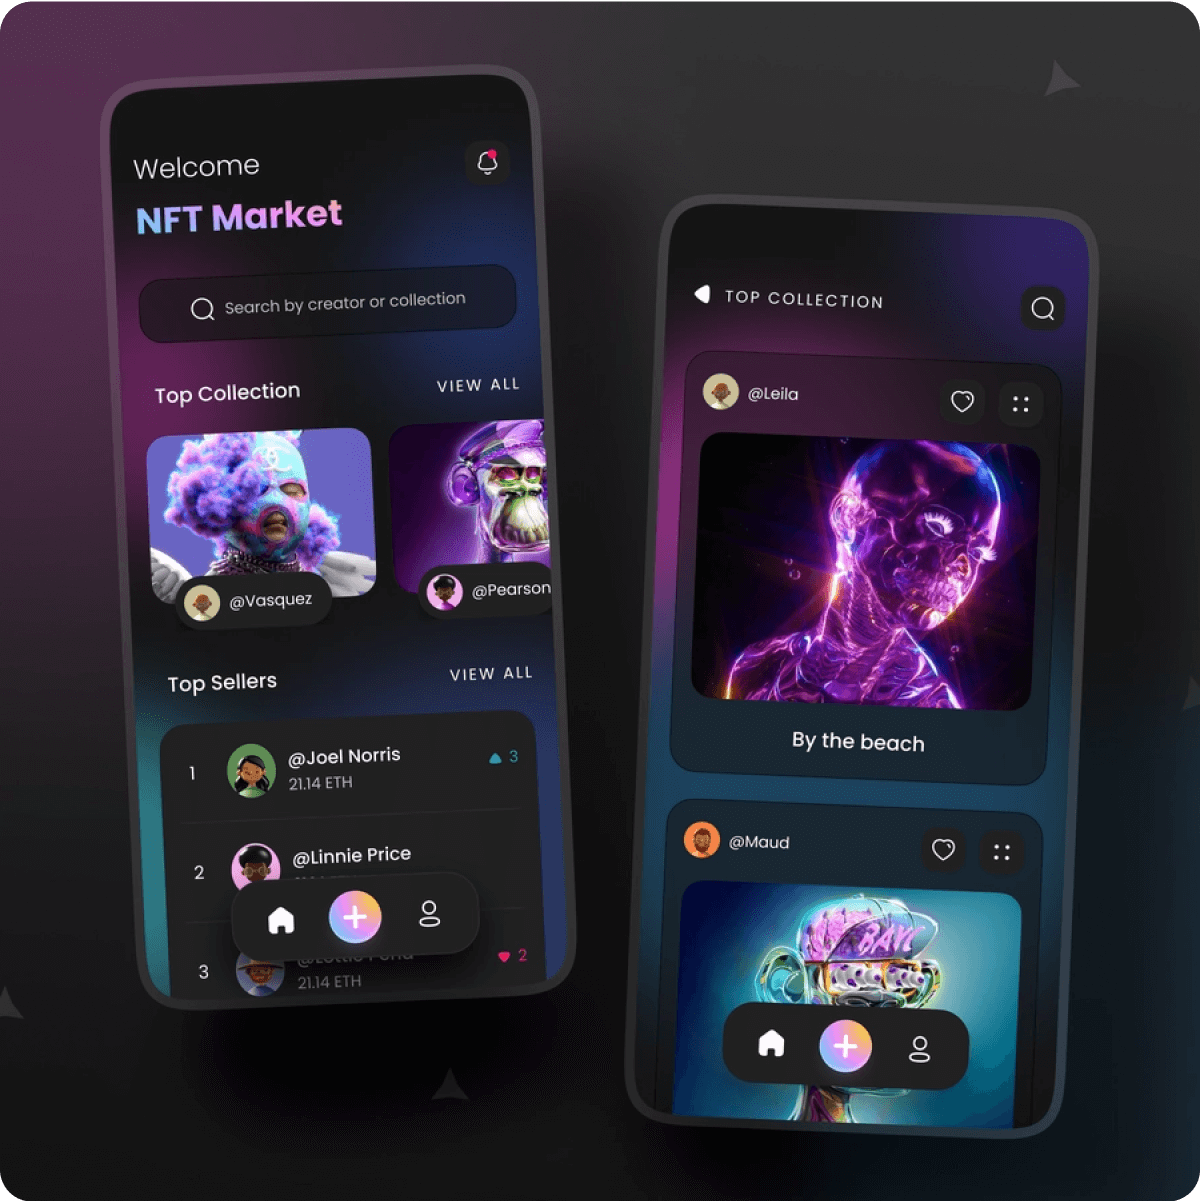 Welcome
NFT Market
Search by creator or collection
Top Collection
VIEW ALL
@Vasquez
@Pearson
Top Sellers
VIEW ALL
1
@Joel Norris
21.14 ETH
3
2
@Linnie Price
3
21.14 ETH
2
TOP COLLECTION
@Leila
By the beach
@Maud
BAYC